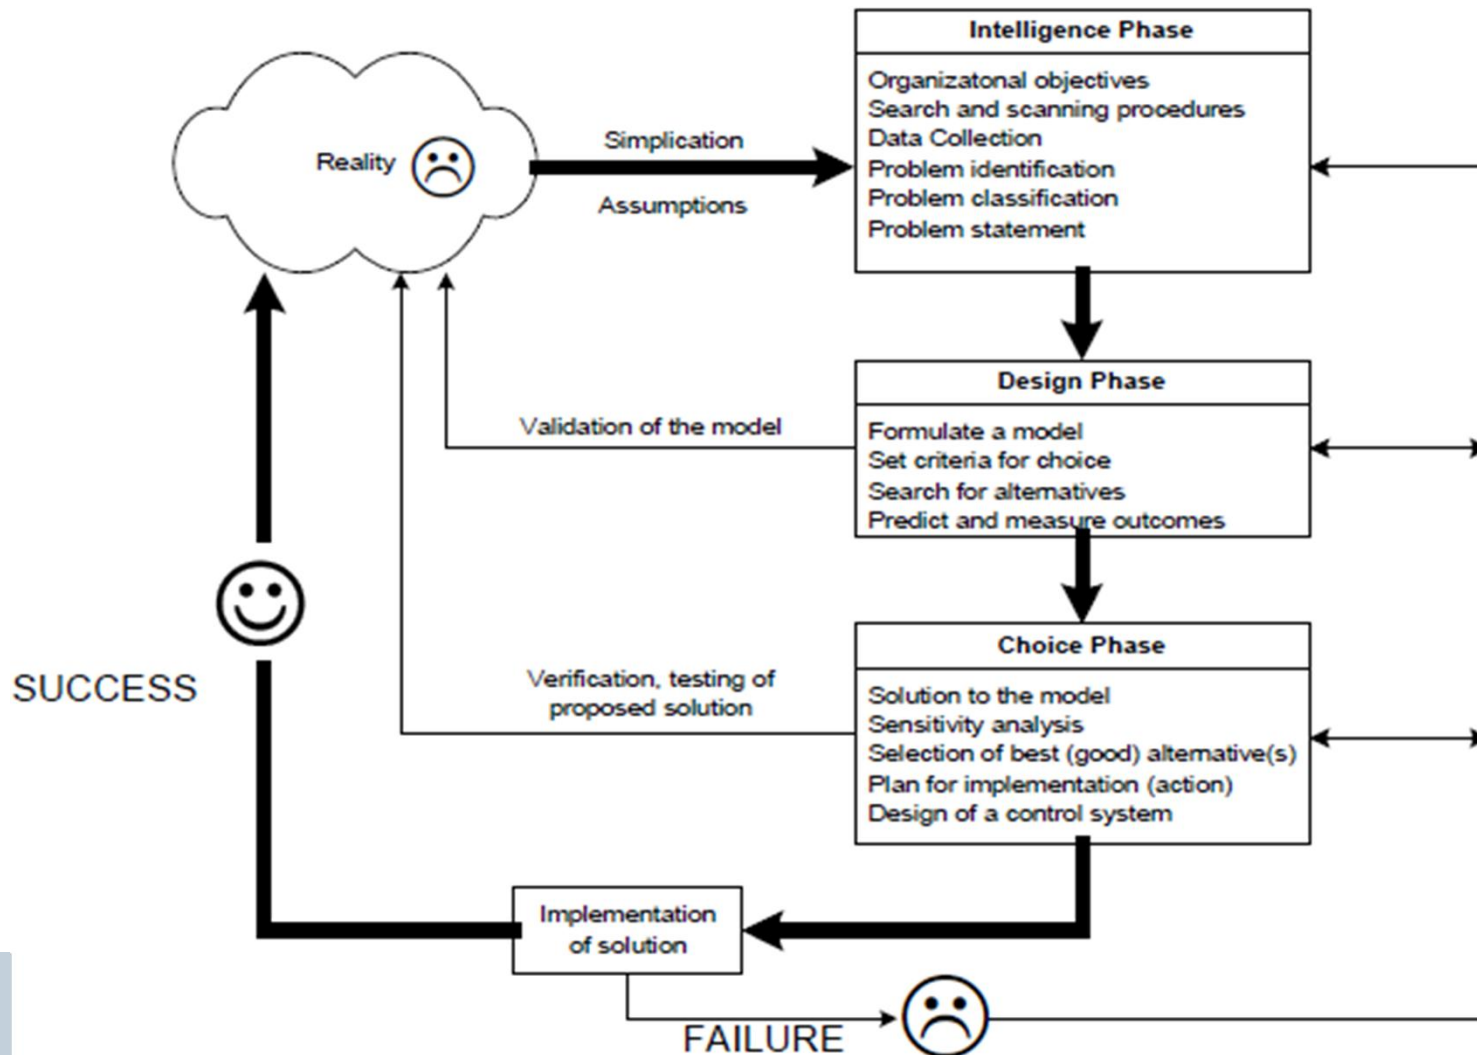 Intelligence Phase
Organizatonal objectives
Search and scanning procedures
Data Collection
Problem identification
Problem classification
Problem statement
Reality
Simplication
Assumptions
Design Phase
Formulate a model
Set criteria for choice
Search for alternatives
Predict and measure outcomes
Validation of the model
Choice Phase
Solution to the model
Sensitivity analysis
Selection of best (good) alternative(s)
Plan for implementation (action)
Design of a control system
Verification, testing of
proposed solution
SUCCESS
Implementation
of solution
FAILURE